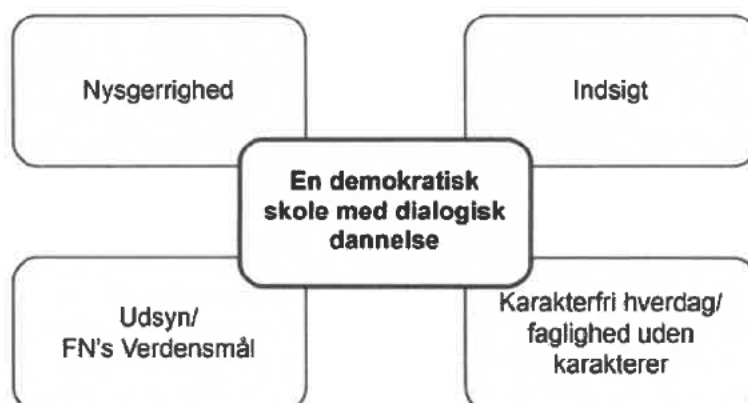 Nysgerrighed
Indsigt
En demokratisk
skole med dialogisk
dannelse
Udsyn/
FN's Verdensmål
Karakterfri hverdag/
faglighed uden
karakterer